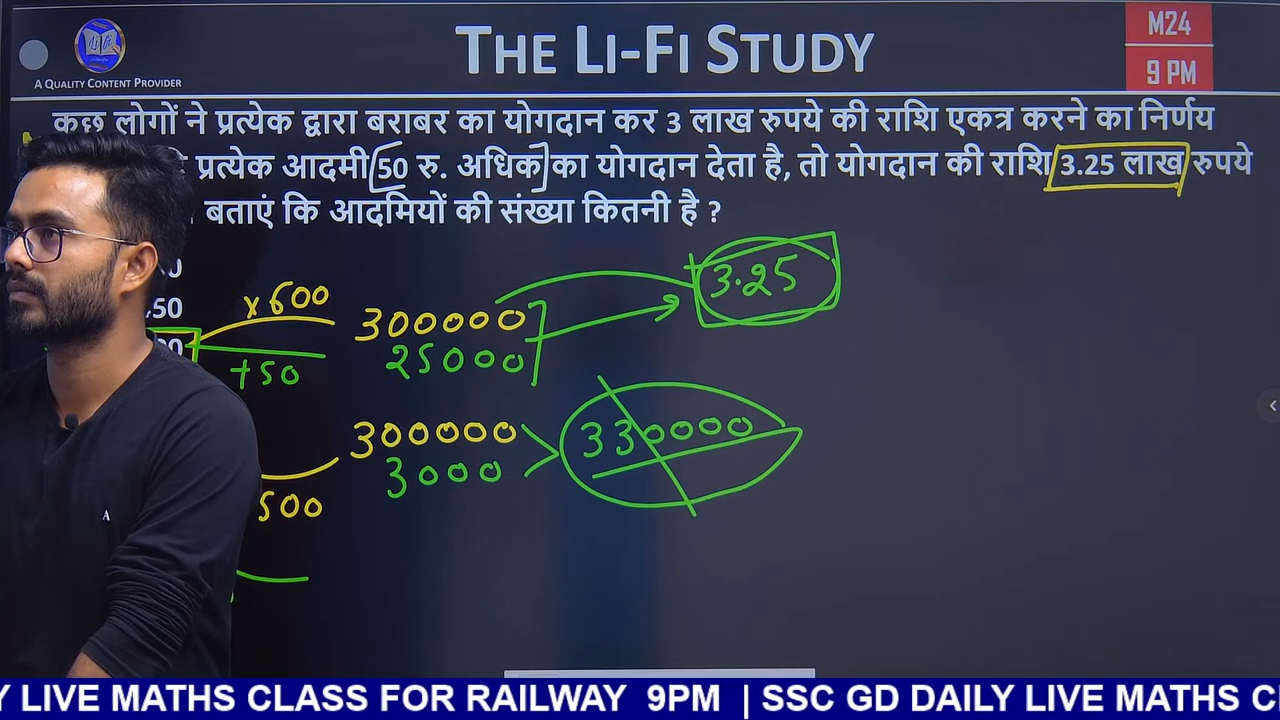 THE LI-FI STUDY
M24
9 PM
A QUALITY CONTENT PROVIDER
कुछ लोगों ने प्रत्येक द्वारा बराबर का योगदान कर 3 लाख रुपये की राशि एकत्र करने का निर्णय
प्रत्येक आदमी 50 रु. अधिक का योगदान देता है, तो योगदान की राशि 3.25 लाख रुपये
बताएं कि आदमियों की संख्या कितनी है ?
50
×600
300000
3.25
25000
+50
300000
330000
3000
500
A
LIVE MATHS CLASS FOR RAILWAY 9PM | SSC GD DAILY LIVE MATHS